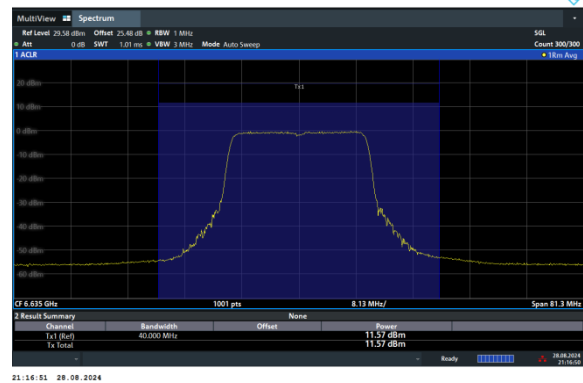 MultiView Spectrum
Ref Level 29.58 dBm Offset 25.48 dB RBW 1 MHz SGL
Att 0 dB SWT 1.01 ms VBW 3 MHz Mode Auto Sweep Count 300/300
1 ACLR 1Rm Avg
Tx1
20 dBm
10 dBm
0 dBm
-10 dBm
-20 dBm
-30 dBm
-40 dBm
-50 dBm
-60 dBm
CF 6.635 GHz 1001 pts 8.13 MHz/ Span 81.3 MHz
2 Result Summary None
Channel Bandwidth Offset Power
Tx1 (Ref) 40.000 MHz 11.57 dBm
Tx Total 11.57 dBm
Ready 28.08.2024
21:16:50
21:16:51 28.08.2024